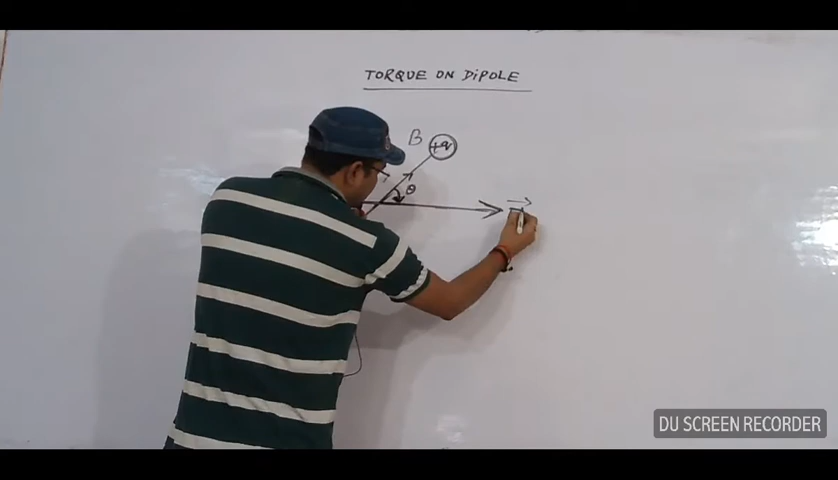 TORQUE ON DIPOLE
B +q
θ
DU SCREEN RECORDER